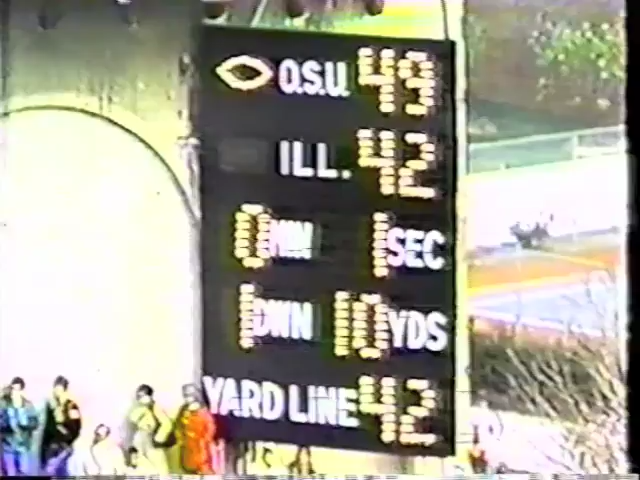 O.S.U. 49
ILL. 42
0 MIN 1 SEC
1 DWN 10 YDS
YARD LINE 42